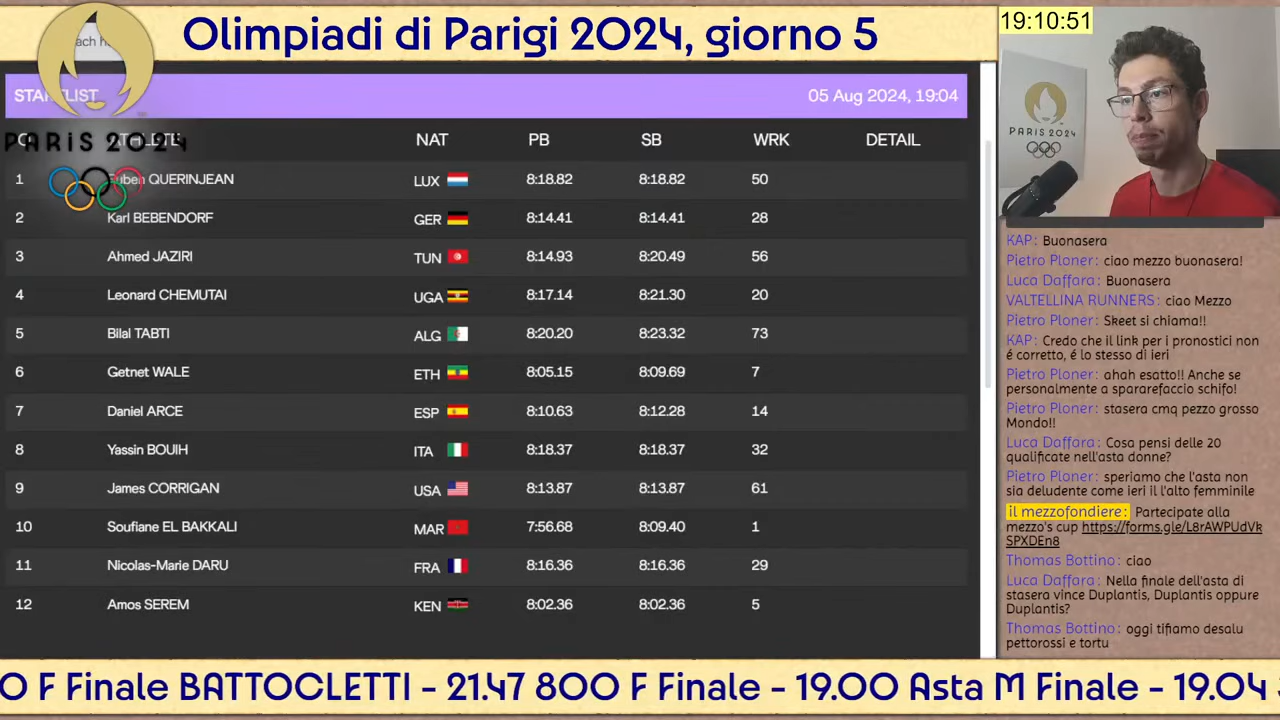 Olimpiadi di Parigi 2024, giorno 5
19:10:51
PARIS 2024
STARTLIST 05 Aug 2024, 19:04
ATHLETE NAT PB SB WRK DETAIL
PARIS 2024
1 Ruben QUERINJEAN LUX 8:18.82 8:18.82 50
2 Karl BEBENDORF GER 8:14.41 8:14.41 28
3 Ahmed JAZIRI TUN 8:14.93 8:20.49 56
4 Leonard CHEMUTAI UGA 8:17.14 8:21.30 20
5 Bilal TABTI ALG 8:20.20 8:23.32 73
6 Getnet WALE ETH 8:05.15 8:09.69 7
7 Daniel ARCE ESP 8:10.63 8:12.28 14
8 Yassin BOUIH ITA 8:18.37 8:18.37 32
9 James CORRIGAN USA 8:13.87 8:13.87 61
10 Soufiane EL BAKKALI MAR 7:56.68 8:09.40 1
11 Nicolas-Marie DARU FRA 8:16.36 8:16.36 29
12 Amos SEREM KEN 8:02.36 8:02.36 5
KAP: Buonasera
Pietro Ploner: ciao mezzo buonasera!
Luca Daffara: Buonasera
VALTELLINA RUNNERS: ciao Mezzo
Pietro Ploner: Skeet si chiama!!
KAP: Credo che il link per i pronostici non
é corretto, é lo stesso di ieri
Pietro Ploner: ahah esatto!! Anche se
personalmente a spararefaccio schifo!
Pietro Ploner: stasera cmq pezzo grosso
Mondo!!
Luca Daffara: Cosa pensi delle 20
qualificate nell'asta donne?
Pietro Ploner: speriamo che l'asta non
sia deludente come ieri il l'alto femminile
il mezzofondiere: Partecipate alla
mezzo's cup https://forms.gle/L8rAWPUdVk
SPXDEn8
Thomas Bottino: ciao
Luca Daffara: Nella finale dell'asta di
stasera vince Duplantis, Duplantis oppure
Duplantis?
Thomas Bottino: oggi tifiamo desalu
pettorossi e tortu
0 F Finale BATTOCLETTI - 21.47 800 F Finale - 19.00 Asta M Finale - 19.04